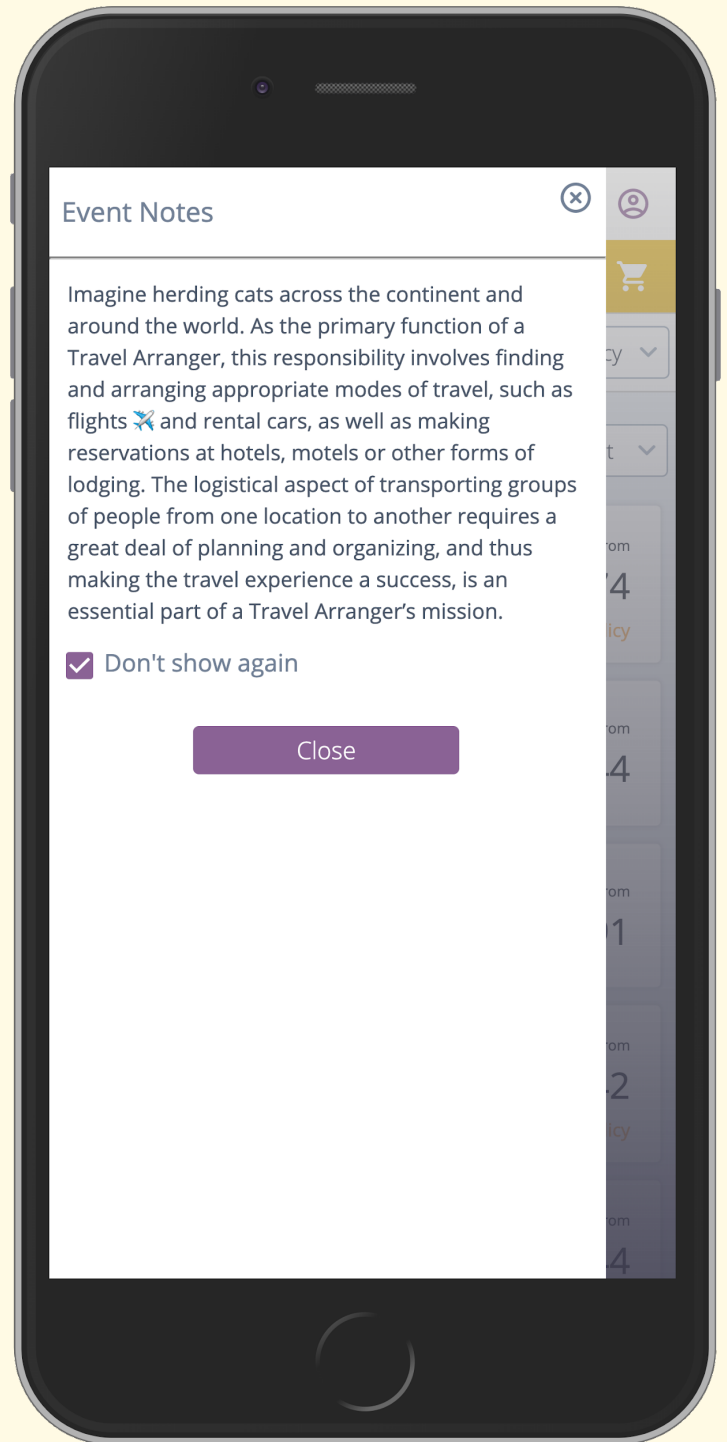 Event Notes
Imagine herding cats across the continent and
around the world. As the primary function of a
Travel Arranger, this responsibility involves finding
and arranging appropriate modes of travel, such as
flights ✈️ and rental cars, as well as making
reservations at hotels, motels or other forms of
lodging. The logistical aspect of transporting groups
of people from one location to another requires a
great deal of planning and organizing, and thus
making the travel experience a success, is an
essential part of a Travel Arranger’s mission.
Don't show again
Close